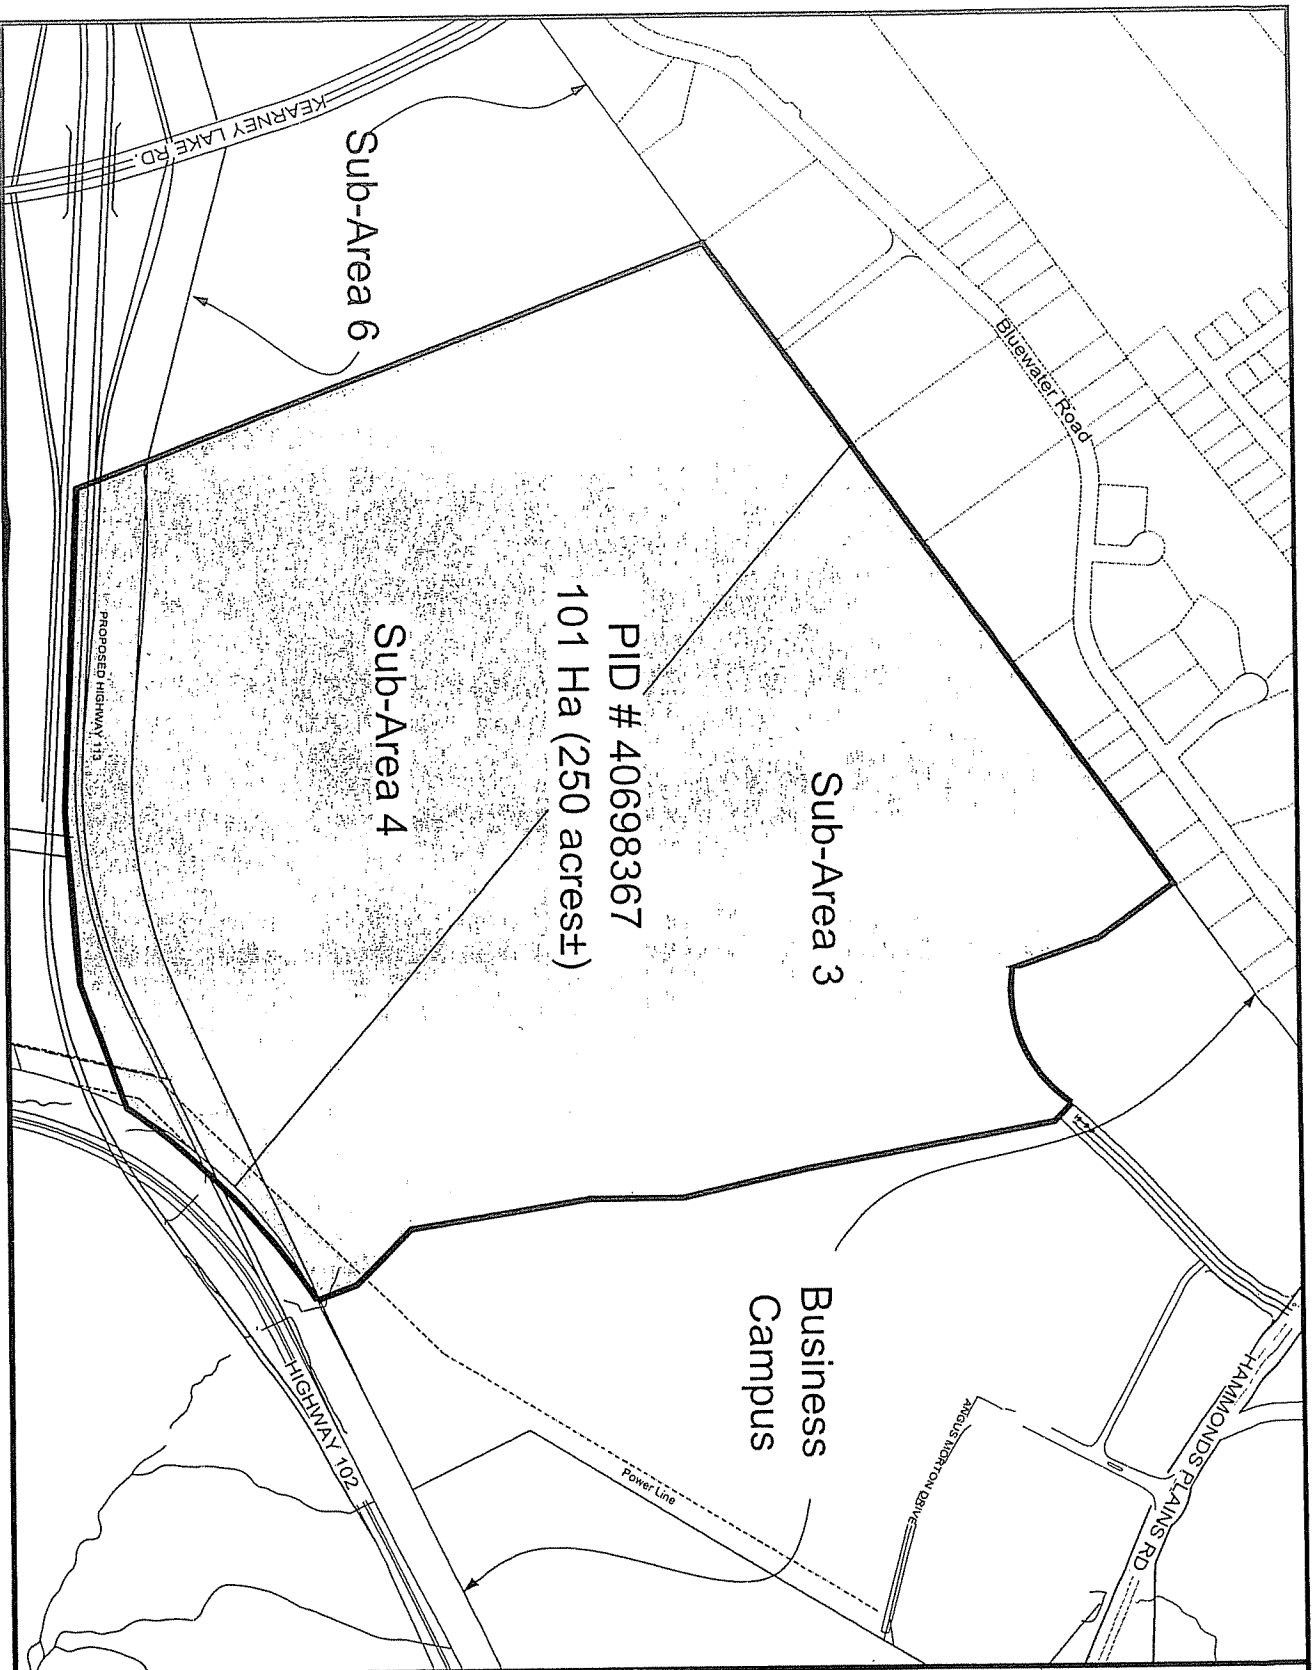 KEARNEY LAKE RD.
Sub-Area 6
Bluewater Road
PROPOSED HIGHWAY 113
Sub-Area 4
PID # 40698367
101 Ha (250 acres±)
Sub-Area 3
Business
Campus
HIGHWAY 102
Power Line
ANGUS MORTON DRIVE
HAMMONDS PLAINS RD